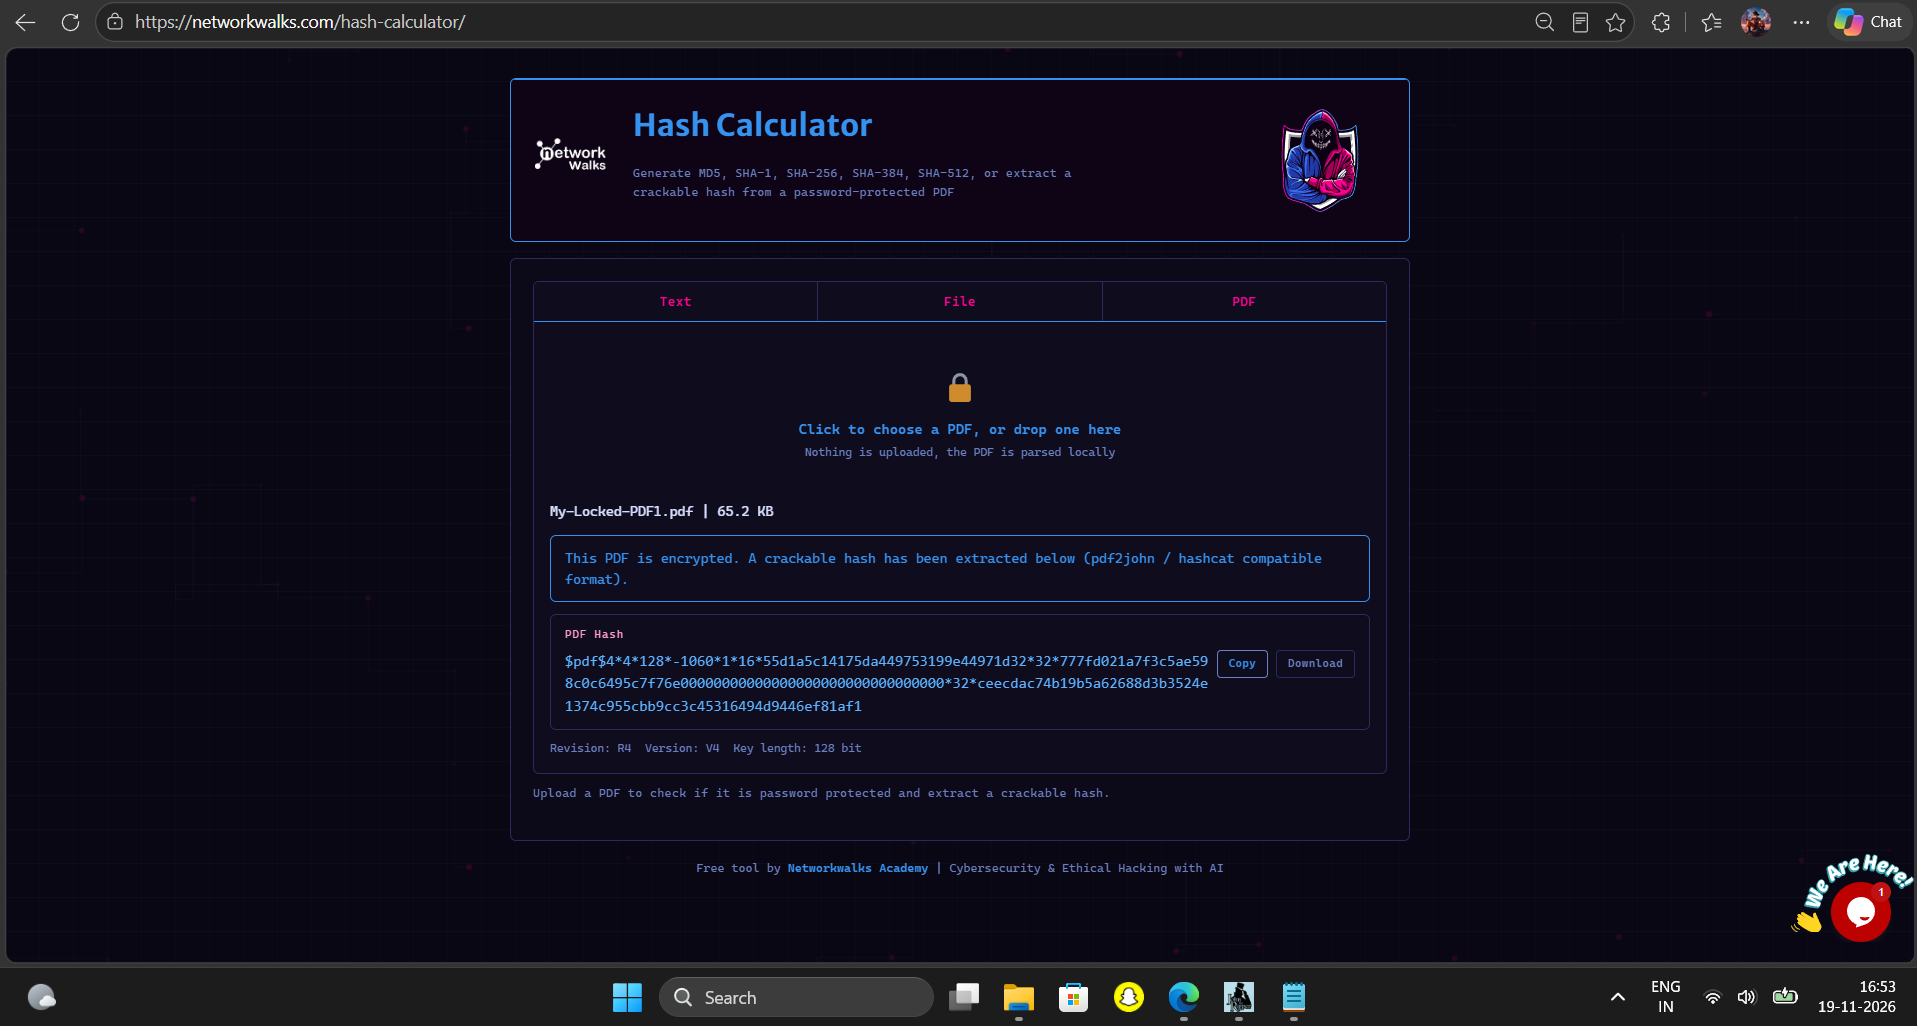 https://networkwalks.com/hash-calculator/
Chat
network
Walks
Hash Calculator
Generate MD5, SHA-1, SHA-256, SHA-384, SHA-512, or extract a
crackable hash from a password-protected PDF
Text
File
PDF
Click to choose a PDF, or drop one here
Nothing is uploaded, the PDF is parsed locally
My-Locked-PDF1.pdf | 65.2 KB
This PDF is encrypted. A crackable hash has been extracted below (pdf2john / hashcat compatible
format).
PDF Hash
$pdf$4*4*128*-1060*1*16*55d1a5c14175da449753199e44971d32*32*777fd021a7f3c5ae59
8c0c6495c7f76e00000000000000000000000000000000*32*ceecdac74b19b5a62688d3b3524e
1374c955cbb9cc3c45316494d9446ef81af1
Copy
Download
Revision: R4 Version: V4 Key length: 128 bit
Upload a PDF to check if it is password protected and extract a crackable hash.
Free tool by Networkwalks Academy | Cybersecurity & Ethical Hacking with AI
We Are Here!
1
Search
ENG
IN
16:53
19-11-2026